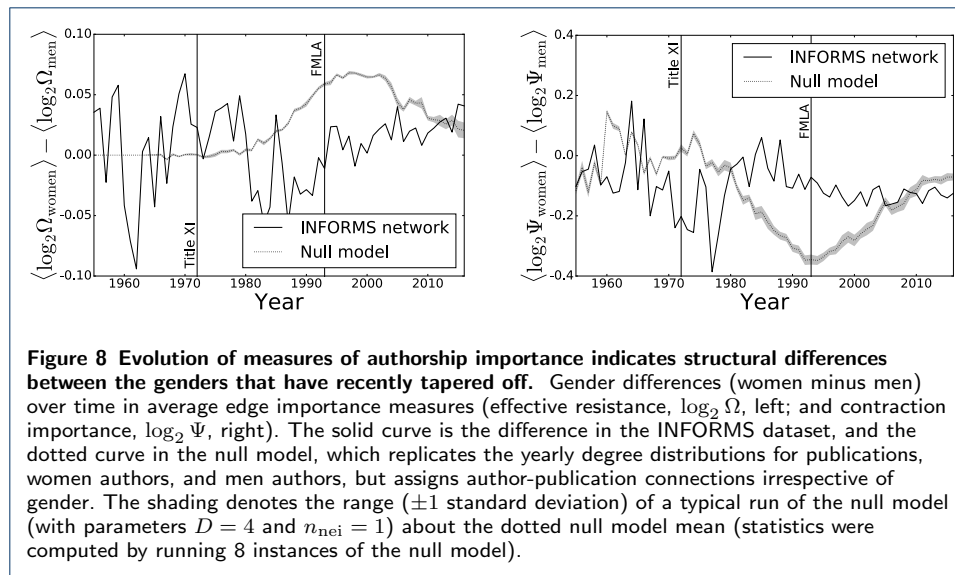 ⟨log₂Ω_women⟩ − ⟨log₂Ω_men⟩
0.10
0.05
0.00
−0.05
−0.10
Title XI
FMLA
INFORMS network
Null model
1960 1970 1980 1990 2000 2010
Year
⟨log₂Ψ_women⟩ − ⟨log₂Ψ_men⟩
0.4
0.2
0.0
−0.2
−0.4
Title XI
FMLA
INFORMS network
Null model
1960 1970 1980 1990 2000 2010
Year
Figure 8 Evolution of measures of authorship importance indicates structural differences
between the genders that have recently tapered off. Gender differences (women minus men)
over time in average edge importance measures (effective resistance, log₂ Ω, left; and contraction
importance, log₂ Ψ, right). The solid curve is the difference in the INFORMS dataset, and the
dotted curve in the null model, which replicates the yearly degree distributions for publications,
women authors, and men authors, but assigns author-publication connections irrespective of
gender. The shading denotes the range (±1 standard deviation) of a typical run of the null model
(with parameters D = 4 and n_nei = 1) about the dotted null model mean (statistics were
computed by running 8 instances of the null model).